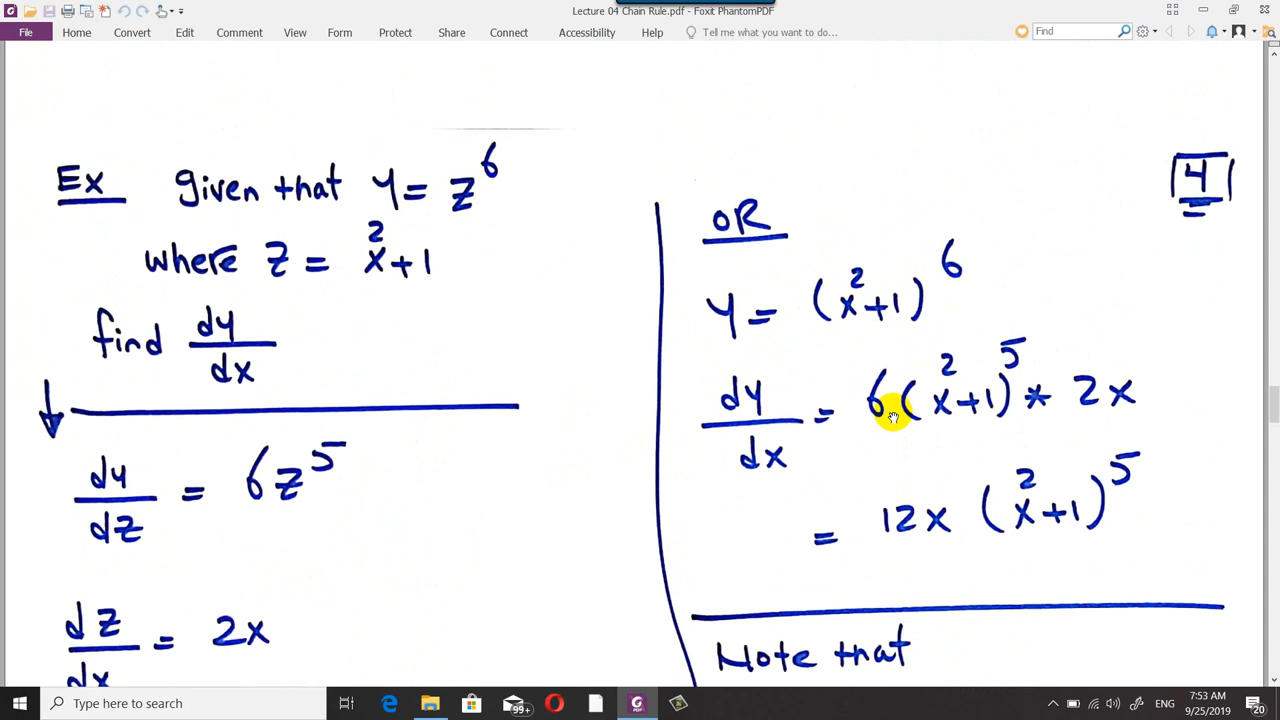 Lecture 04 Chain Rule.pdf - Foxit PhantomPDF
File Home Convert Edit Comment View Form Protect Share Connect Accessibility Help Tell me what you want to do... Find
Ex given that y = z^6
where z = x^2+1
find dy/dx
dy/dz = 6z^5
dz/dx = 2x
4
OR
y = (x^2+1)^6
dy/dx = 6(x^2+1)^5 * 2x
= 12x (x^2+1)^5
Note that
Type here to search
99+
7:53 AM
9/25/2019
20